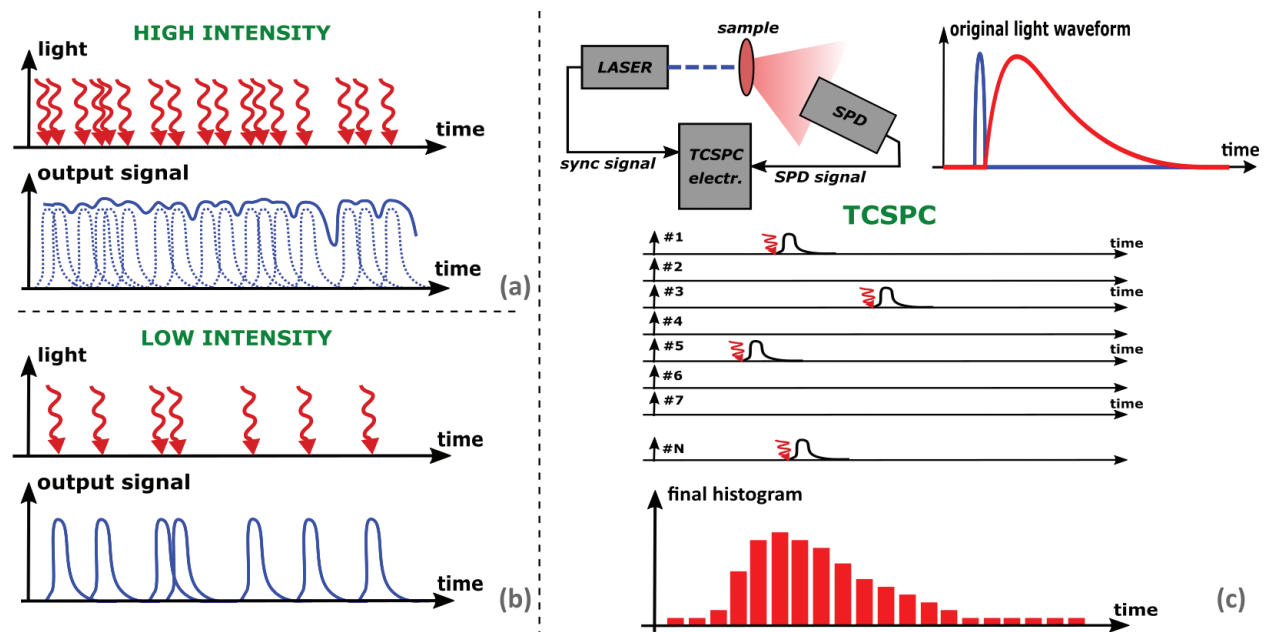 HIGH INTENSITY
light
time
output signal
time
(a)
LOW INTENSITY
light
time
output signal
time
(b)
sample
LASER
SPD
sync signal
TCSPC
electr.
SPD signal
original light waveform
time
TCSPC
#1
time
#2
#3
time
#4
#5
time
#6
#7
time
#N
time
final histogram
time
(c)